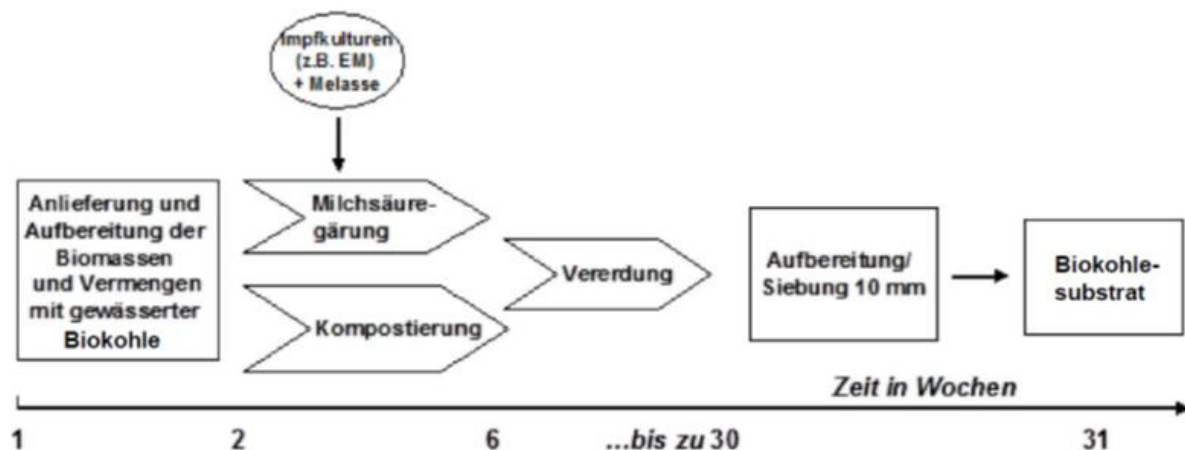 Impfkulturen
(z.B. EM)
+ Melasse
Anlieferung und
Aufbereitung der
Biomassen
und Vermengen
mit gewässerter
Biokohle
Milchsäure-
gärung
Kompostierung
Vererdung
Aufbereitung/
Siebung 10 mm
Biokohle-
substrat
Zeit in Wochen
1 2 6 ...bis zu 30 31